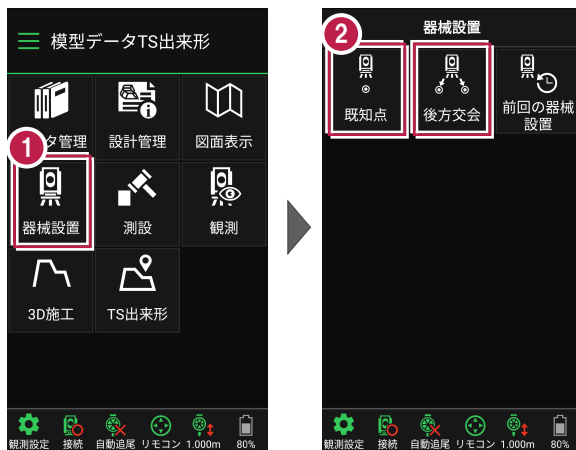 模型データTS出来形
タ管理
設計管理
図面表示
1
器械設置
測設
観測
3D施工
TS出来形
観測設定
接続
自動追尾
リモコン
1.000m
80%
2
器械設置
既知点
後方交会
前回の器械
設置
観測設定
接続
自動追尾
リモコン
1.000m
80%